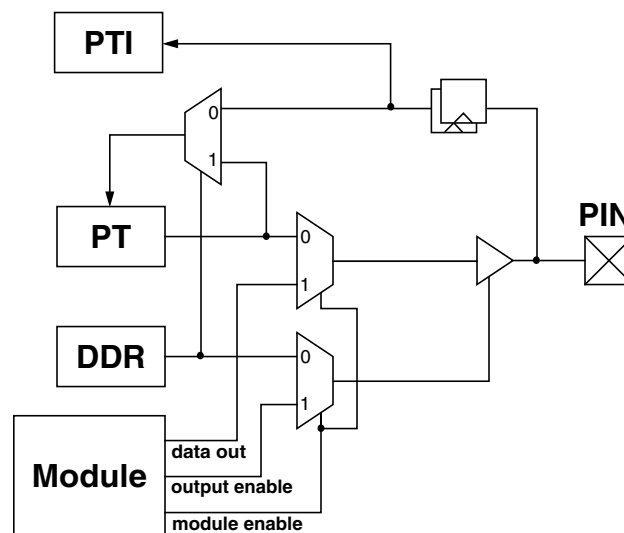 PTI
0
1
PT
PIN
0
1
DDR
0
1
Module
data out
output enable
module enable